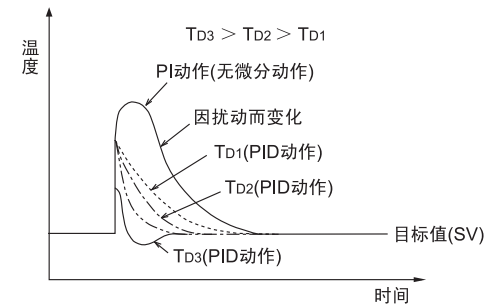 TD3 > TD2 > TD1
温度
PI动作(无微分动作)
因扰动而变化
TD1(PID动作)
TD2(PID动作)
目标值(SV)
TD3(PID动作)
时间